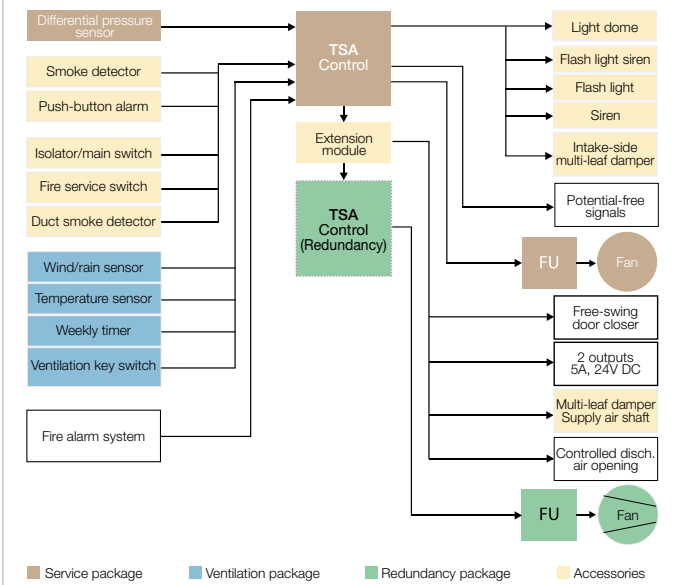 Differential pressure
sensor
Smoke detector
Push-button alarm
Isolator/main switch
Fire service switch
Duct smoke detector
Wind/rain sensor
Temperature sensor
Weekly timer
Ventilation key switch
Fire alarm system
TSA
Control
Extension
module
TSA
Control
(Redundancy)
Light dome
Flash light siren
Flash light
Siren
Intake-side
multi-leaf damper
Potential-free
signals
FU
Fan
Free-swing
door closer
2 outputs
5A, 24V DC
Multi-leaf damper
Supply air shaft
Controlled disch.
air opening
FU
Fan
Service package
Ventilation package
Redundancy package
Accessories